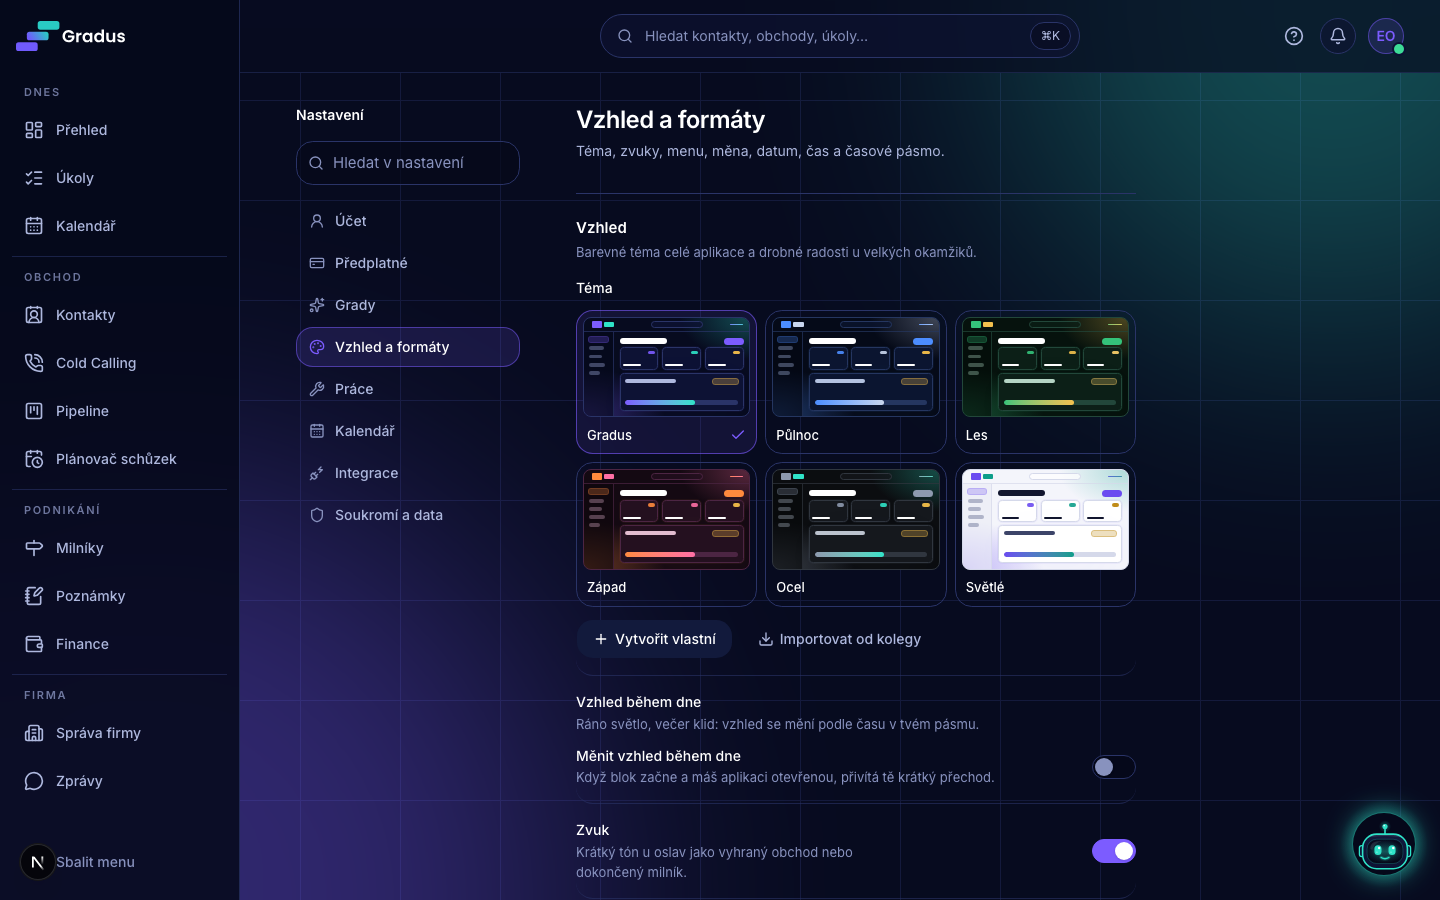 Gradus
Hledat kontakty, obchody, úkoly...
⌘K
EO
DNES
Přehled
Úkoly
Kalendář
OBCHOD
Kontakty
Cold Calling
Pipeline
Plánovač schůzek
PODNIKÁNÍ
Milníky
Poznámky
Finance
FIRMA
Správa firmy
Zprávy
N
Sbalit menu
Nastavení
Hledat v nastavení
Účet
Předplatné
Grady
Vzhled a formáty
Práce
Kalendář
Integrace
Soukromí a data
Vzhled a formáty
Téma, zvuky, menu, měna, datum, čas a časové pásmo.
Vzhled
Barevné téma celé aplikace a drobné radosti u velkých okamžiků.
Téma
Gradus
Půlnoc
Les
Západ
Ocel
Světlé
Vytvořit vlastní
Importovat od kolegy
Vzhled během dne
Ráno světlo, večer klid: vzhled se mění podle času v tvém pásmu.
Měnit vzhled během dne
Když blok začne a máš aplikaci otevřenou, přivítá tě krátký přechod.
Zvuk
Krátký tón u oslav jako vyhraný obchod nebo
dokončený milník.